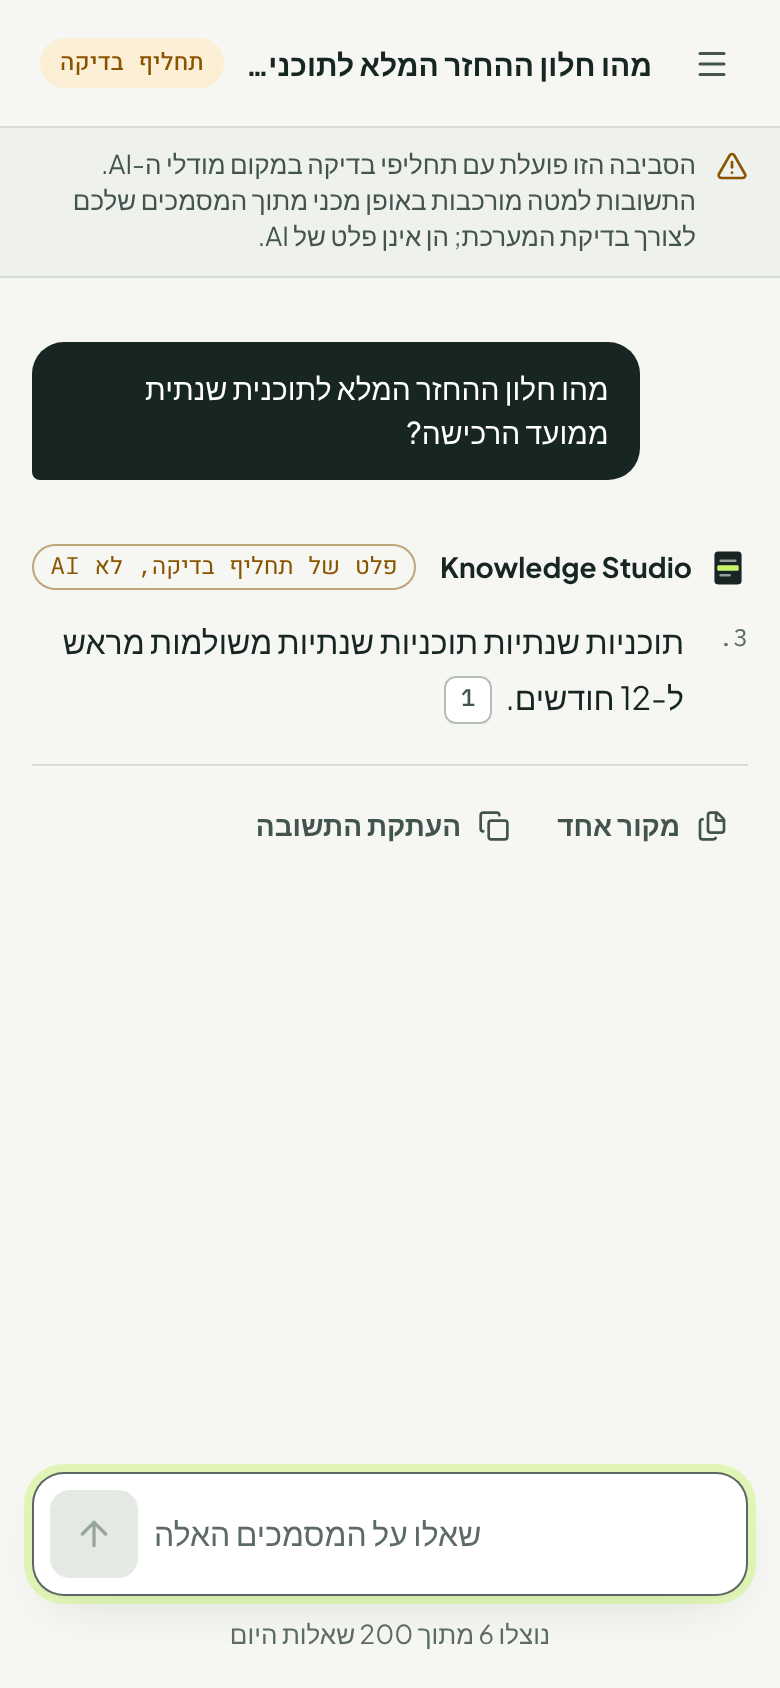 מהו חלון ההחזר המלא לתוכני...
תחליף בדיקה
הסביבה הזו פועלת עם תחליפי בדיקה במקום מודלי ה-AI.
התשובות למטה מורכבות באופן מכני מתוך המסמכים שלכם
לצורך בדיקת המערכת; הן אינן פלט של AI.
מהו חלון ההחזר המלא לתוכנית שנתית
ממועד הרכישה?
Knowledge Studio
פלט של תחליף בדיקה, לא AI
3. תוכניות שנתיות תוכניות שנתיות משולמות מראש
ל-12 חודשים. 1
מקור אחד
העתקת התשובה
שאלו על המסמכים האלה
נוצלו 6 מתוך 200 שאלות היום